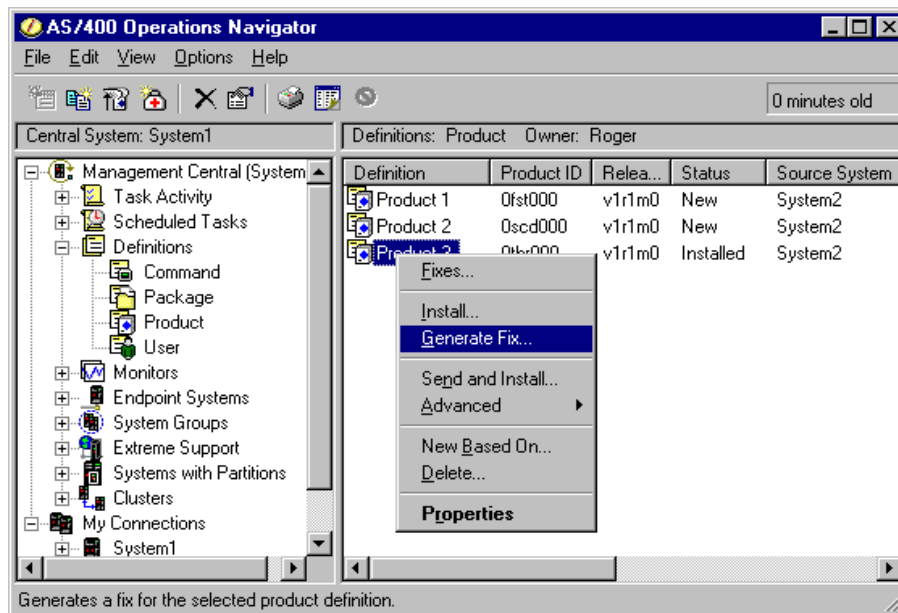 AS/400 Operations Navigator
File Edit View Options Help
0 minutes old
Central System: System1
Definitions: Product Owner: Roger
Management Central (System
Task Activity
Scheduled Tasks
Definitions
Command
Package
Product
User
Monitors
Endpoint Systems
System Groups
Extreme Support
Systems with Partitions
Clusters
My Connections
System1
Definition Product ID Relea... Status Source System
Product 1 0fst000 v1r1m0 New System2
Product 2 0scd000 v1r1m0 New System2
Product 3 v1r1m0 Installed System2
Fixes...
Install...
Generate Fix...
Send and Install...
Advanced
New Based On...
Delete...
Properties
Generates a fix for the selected product definition.